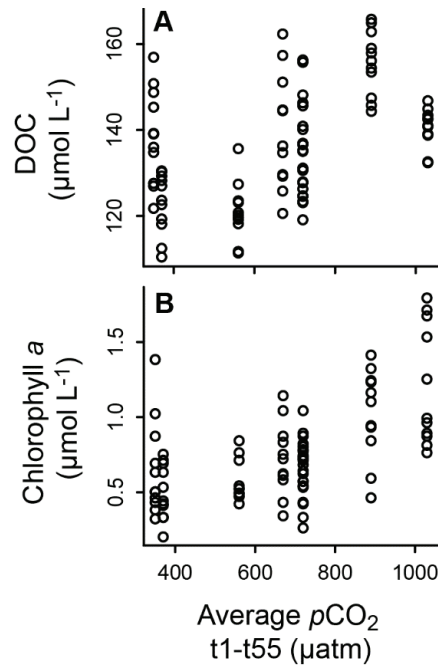 A
DOC
(µmol L-1)
160
140
120
B
Chlorophyll a
(µmol L-1)
1.5
1.0
0.5
400 600 800 1000
Average pCO2
t1-t55 (µatm)